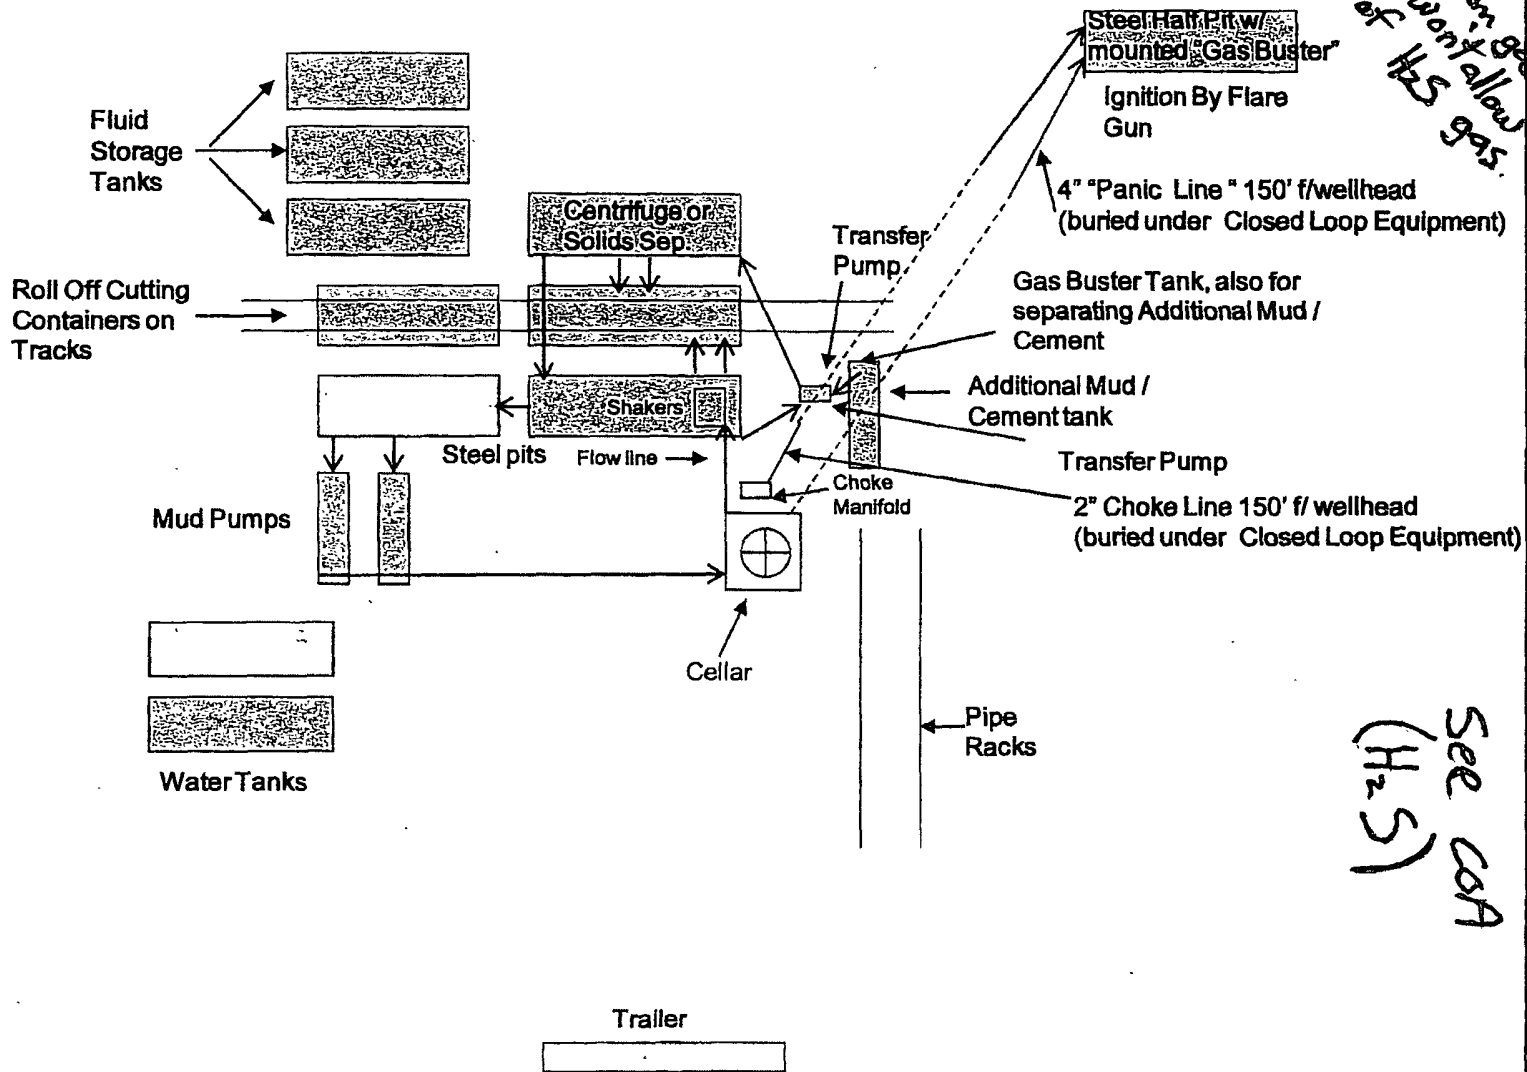 Steel Half Pit w/
mounted "Gas Buster"
Ignition By Flare
Gun
won't allow
of H2S gas.
Fluid
Storage
Tanks
4" "Panic Line " 150' f/wellhead
(buried under Closed Loop Equipment)
Centrifuge or
Solids Sep.
Transfer
Pump
Gas Buster Tank, also for
separating Additional Mud /
Cement
Roll Off Cutting
Containers on
Tracks
Additional Mud /
Cement tank
Shakers
Steel pits
Flow line
Transfer Pump
Choke
Manifold
2" Choke Line 150' f/ wellhead
(buried under Closed Loop Equipment)
Mud Pumps
Cellar
Pipe
Racks
Water Tanks
See COA
(H2S)
Trailer